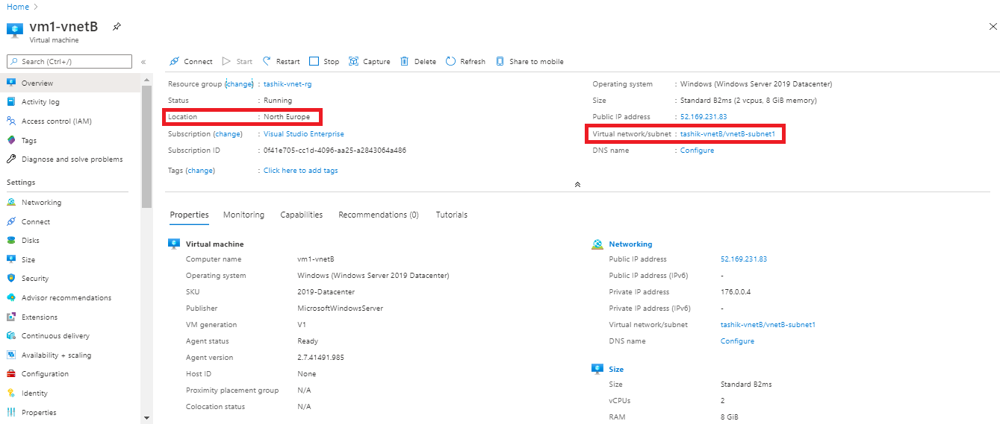 Home
vm1-vnetB
Virtual machine
Search (Ctrl+/)
«
Overview
Activity log
Access control (IAM)
Tags
Diagnose and solve problems
Settings
Networking
Connect
Disks
Size
Security
Advisor recommendations
Extensions
Continuous delivery
Availability + scaling
Configuration
Identity
Properties
Connect Start Restart Stop Capture Delete Refresh Share to mobile
Resource group (change) : tashik-vnet-rg
Status : Running
Location : North Europe
Subscription (change) : Visual Studio Enterprise
Subscription ID : 0f41e705-cc1d-4096-aa25-a2843064a486
Tags (change) : Click here to add tags
Operating system : Windows (Windows Server 2019 Datacenter)
Size : Standard B2ms (2 vcpus, 8 GiB memory)
Public IP address : 52.169.231.83
Virtual network/subnet : tashik-vnetB/vnetB-subnet1
DNS name : Configure
Properties Monitoring Capabilities Recommendations (0) Tutorials
Virtual machine
Computer name vm1-vnetB
Operating system Windows (Windows Server 2019 Datacenter)
SKU 2019-Datacenter
Publisher MicrosoftWindowsServer
VM generation V1
Agent status Ready
Agent version 2.7.41491.985
Host ID None
Proximity placement group N/A
Colocation status N/A
Networking
Public IP address 52.169.231.83
Public IP address (IPv6) -
Private IP address 176.0.0.4
Private IP address (IPv6) -
Virtual network/subnet tashik-vnetB/vnetB-subnet1
DNS name Configure
Size
Size Standard B2ms
vCPUs 2
RAM 8 GiB